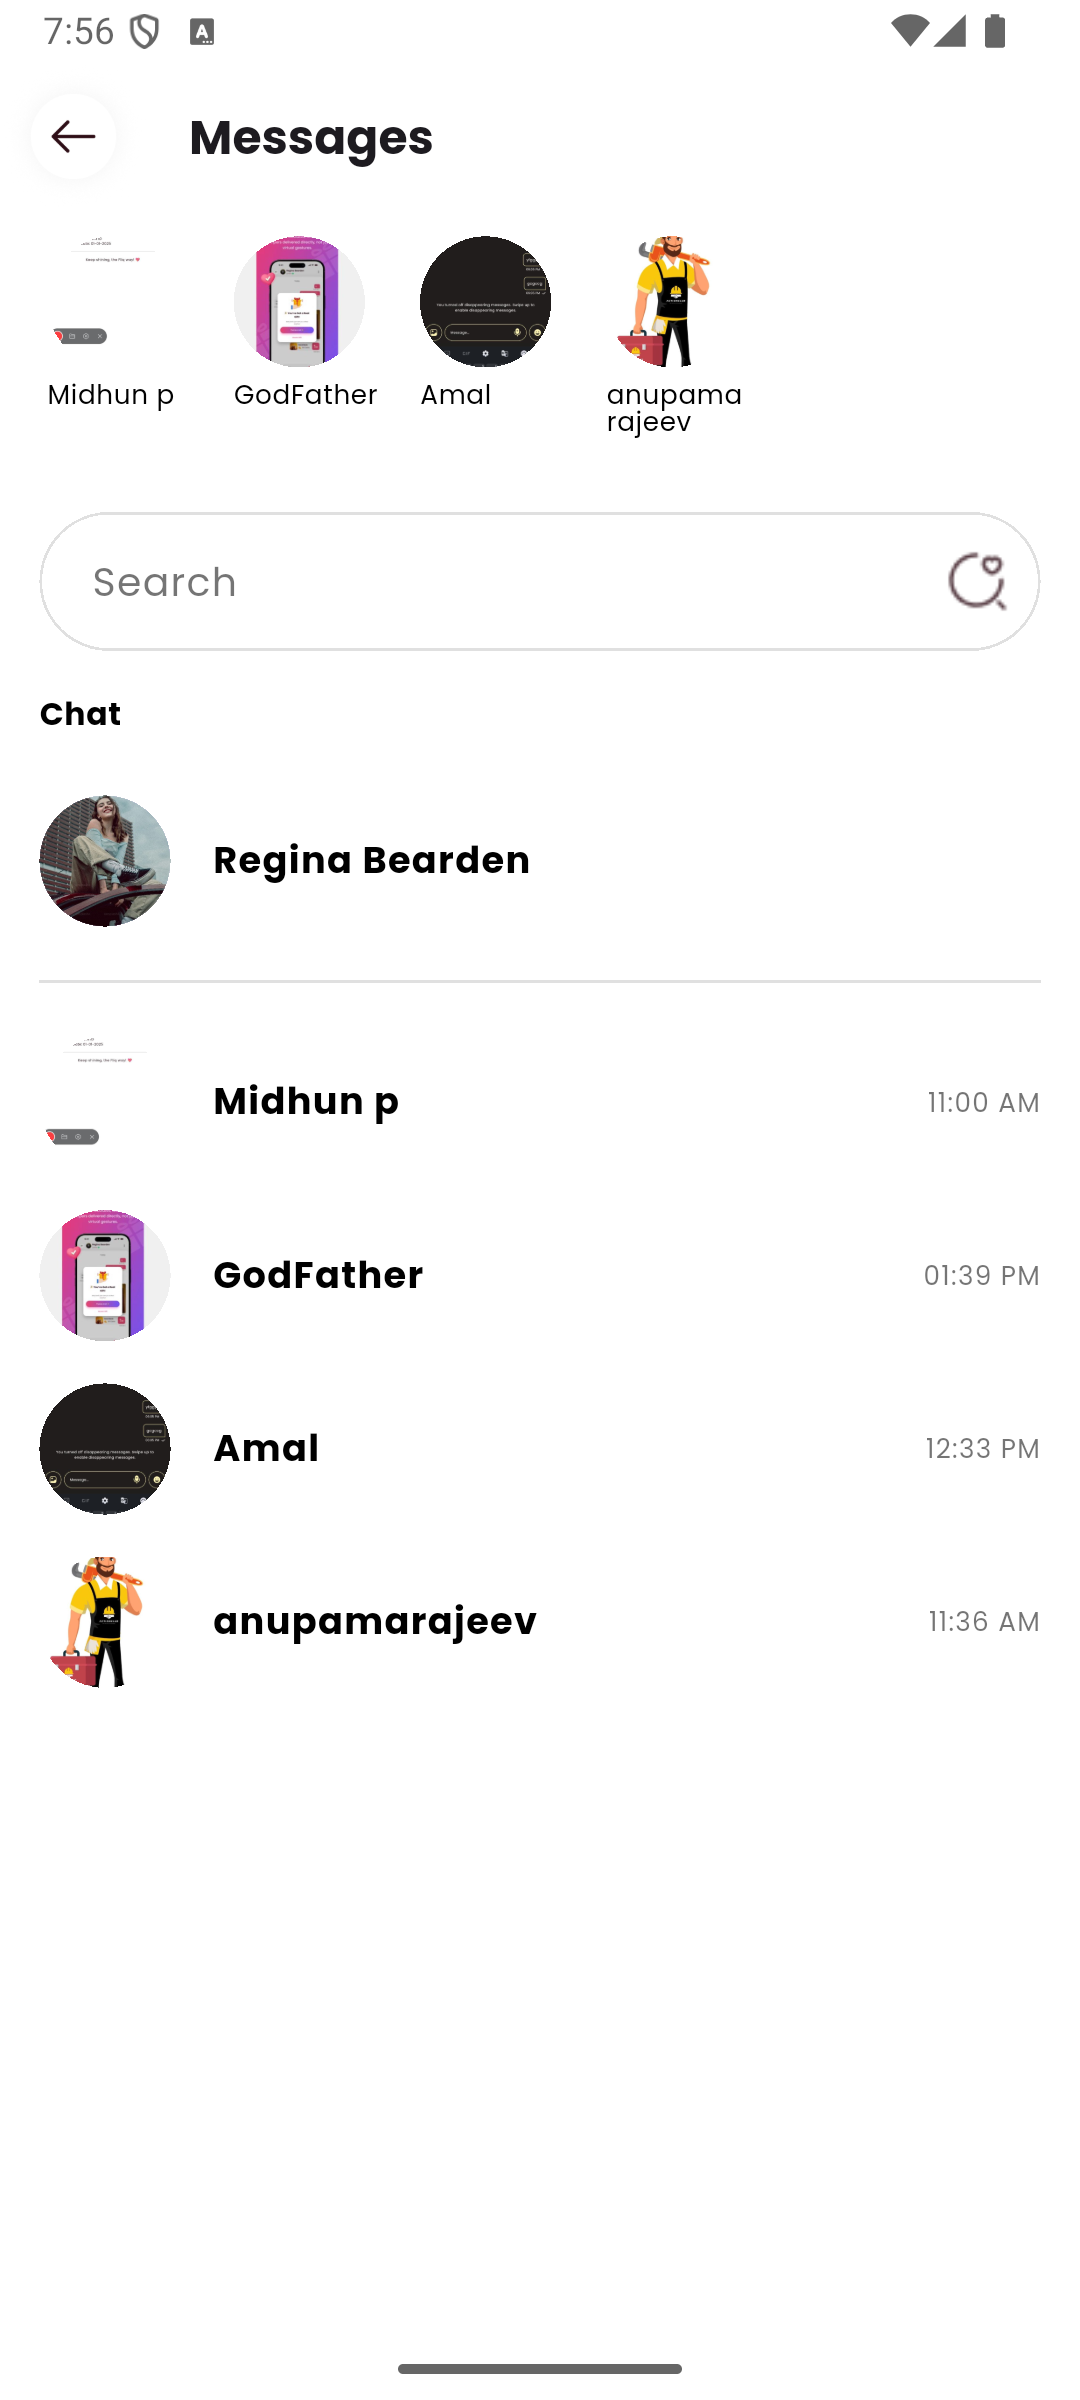 7:56
Messages
Midhun p
GodFather
Amal
anupama
rajeev
Search
Chat
Regina Bearden
Midhun p
11:00 AM
GodFather
01:39 PM
Amal
12:33 PM
anupamarajeev
11:36 AM